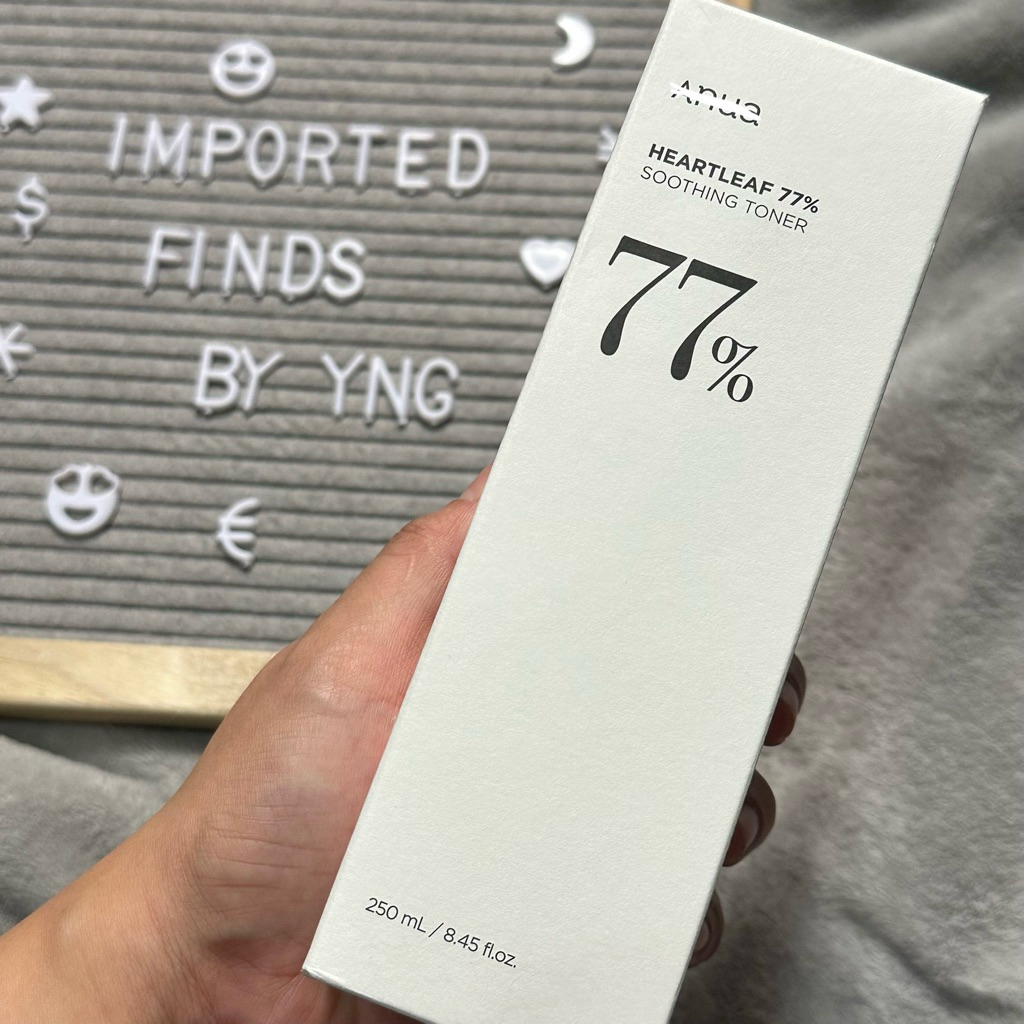 IMPORTED
FINDS
BY YNG
$
€
Anua
HEARTLEAF 77%
SOOTHING TONER
77%
250 mL / 8.45 fl.oz.